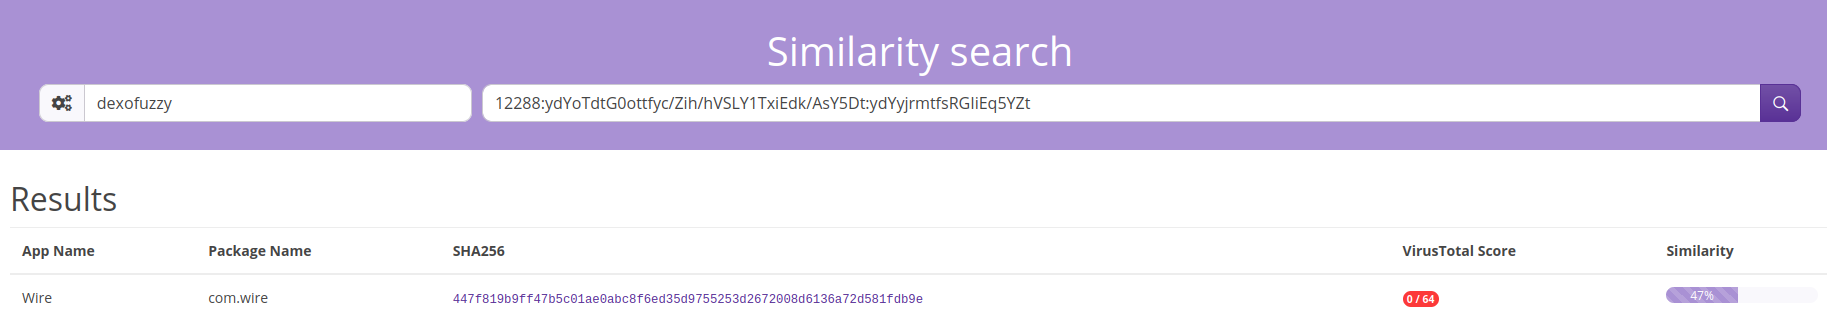 Similarity search
dexofuzzy 12288:ydYoTdtG0ottfyc/Zih/hVSLY1TxiEdk/AsY5Dt:ydYyjrmtfsRGIiEq5YZt
Results
App Name Package Name SHA256 VirusTotal Score Similarity
Wire com.wire 447f819b9ff47b5c01ae0abc8f6ed35d9755253d2672008d6136a72d581fdb9e 0 / 64 47%